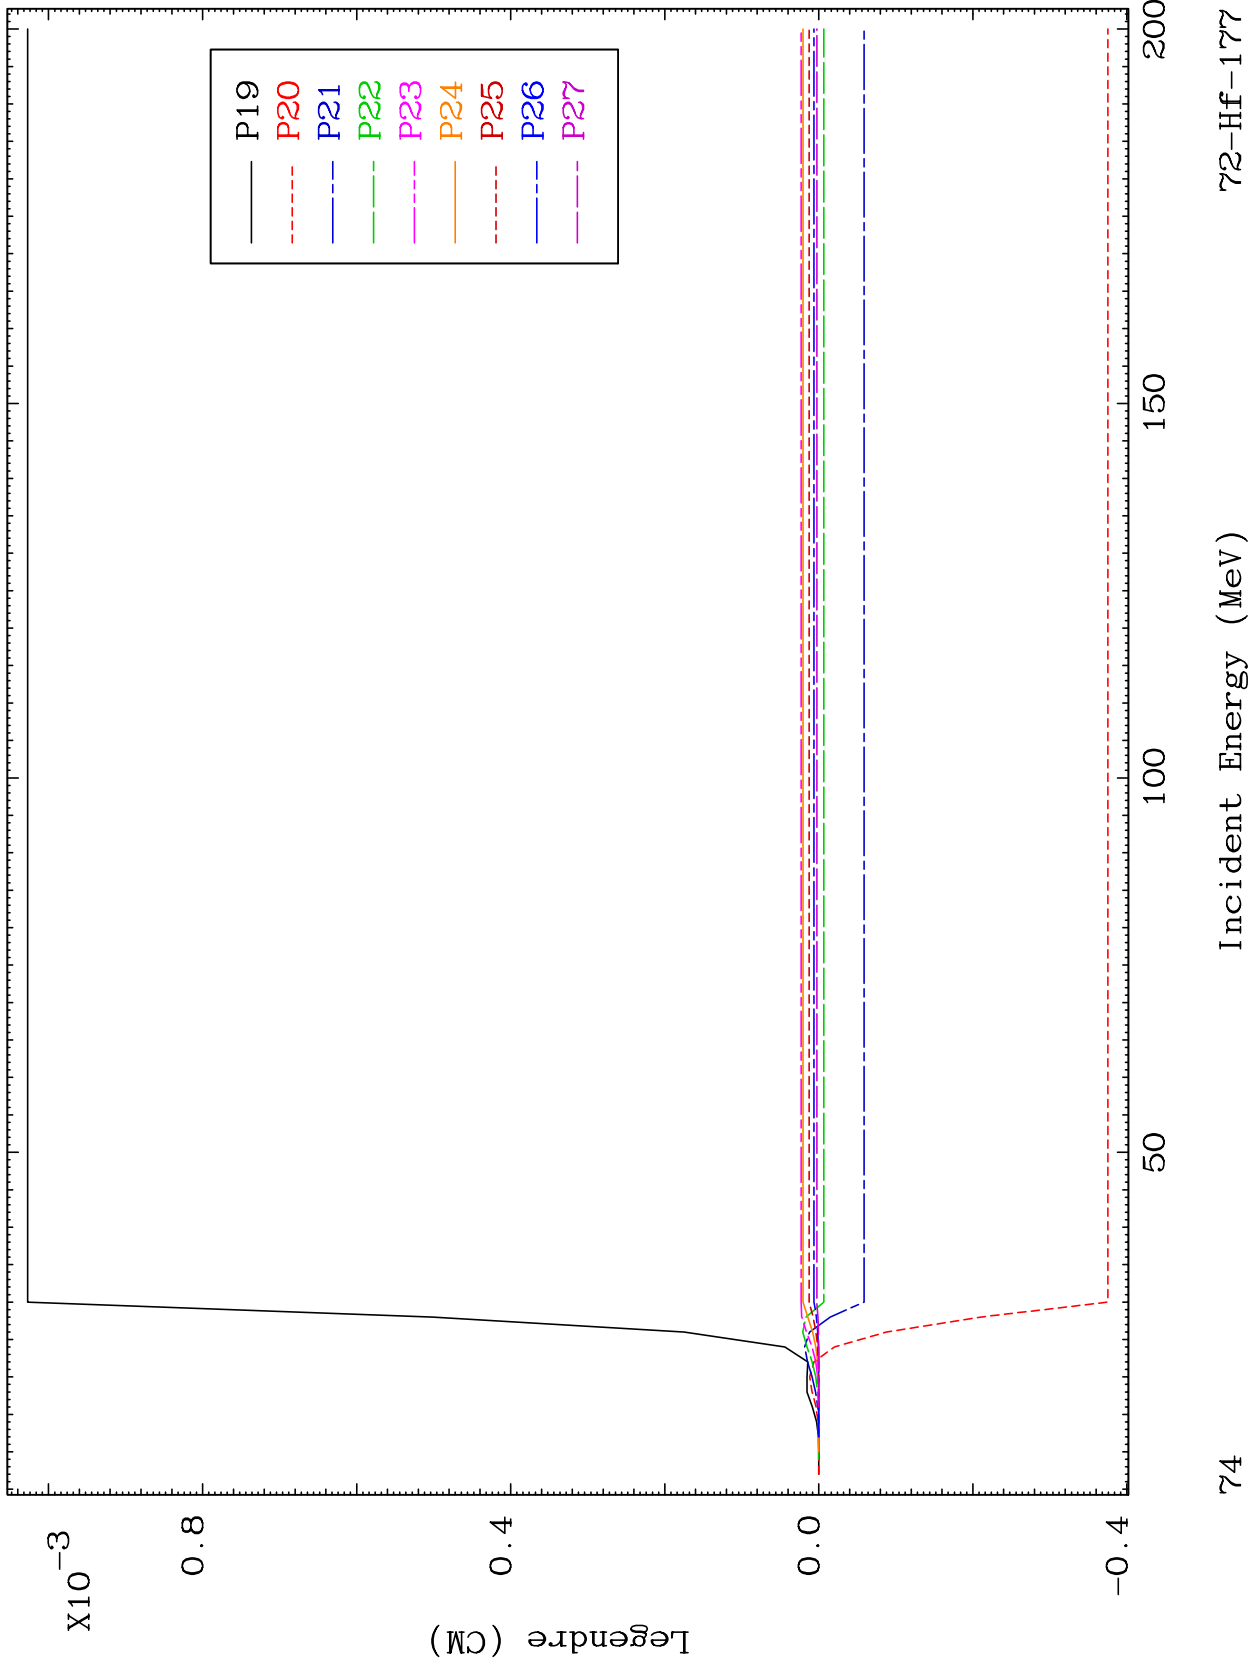 X10-3
0.8
0.4
0.0
-0.4
Legendre (CM)
P19
P20
P21
P22
P23
P24
P25
P26
P27
50
100
150
200
Incident Energy (MeV)
74
72-Hf-177